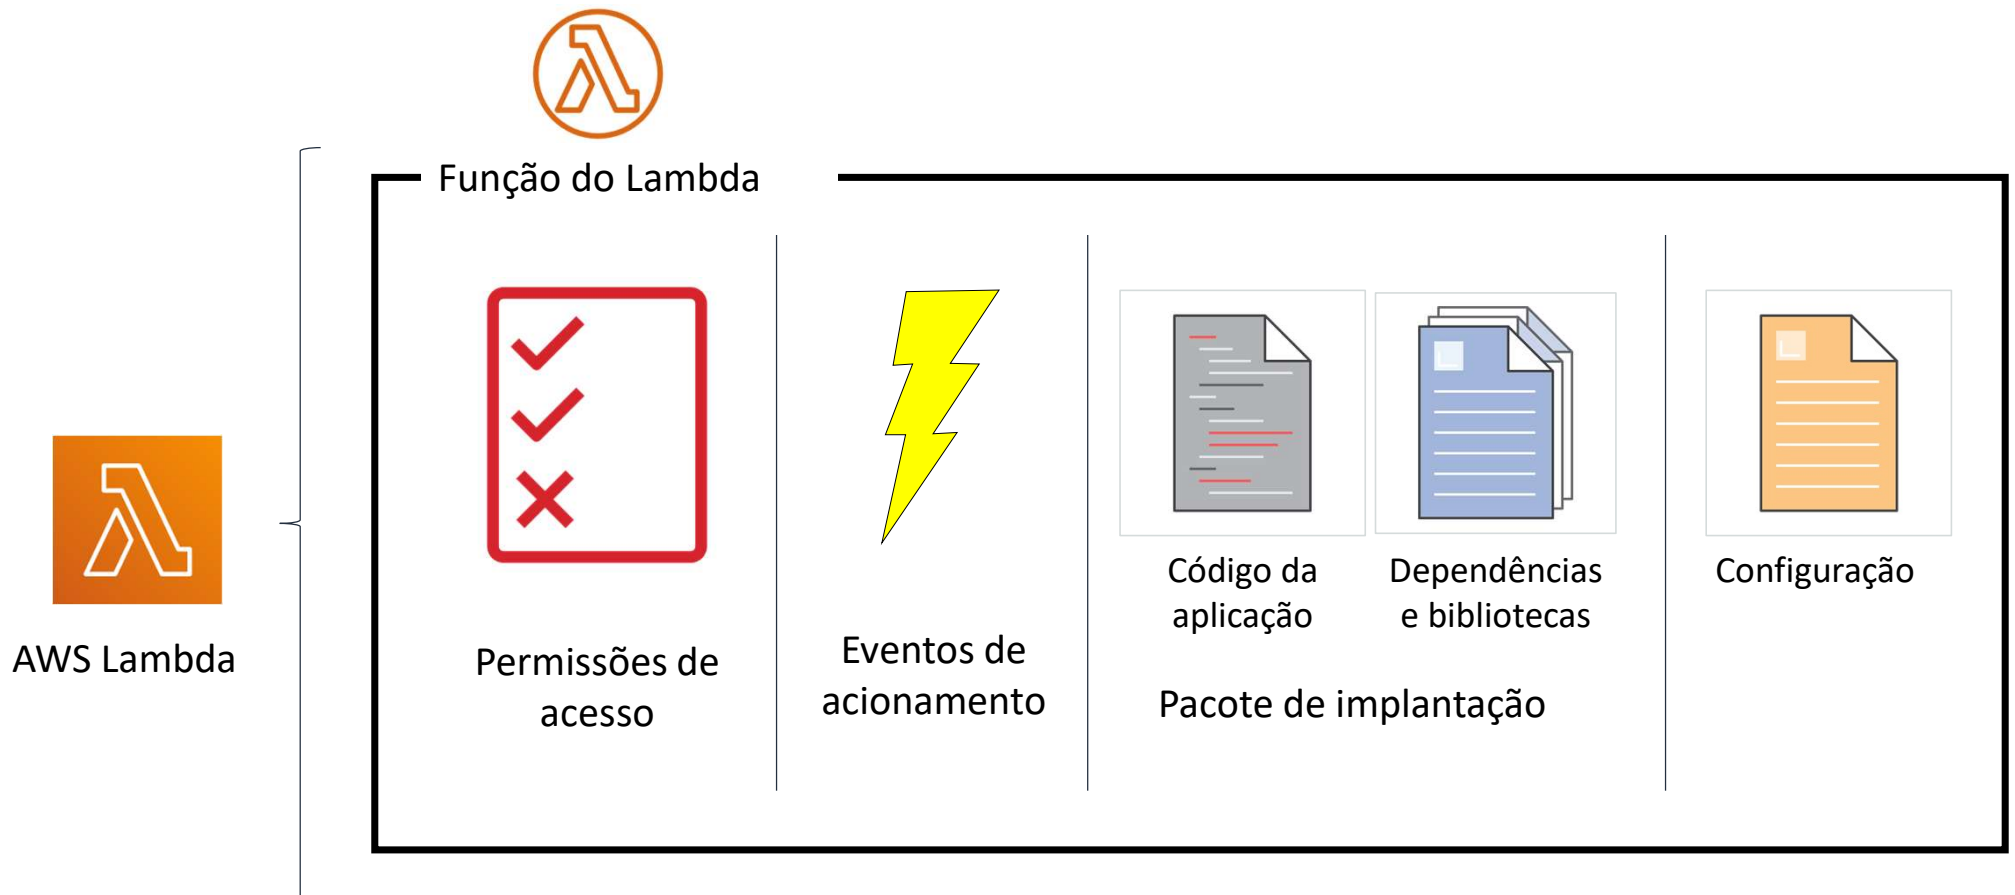 Função do Lambda
AWS Lambda
Permissões de
acesso
Eventos de
acionamento
Código da
aplicação
Dependências
e bibliotecas
Pacote de implantação
Configuração